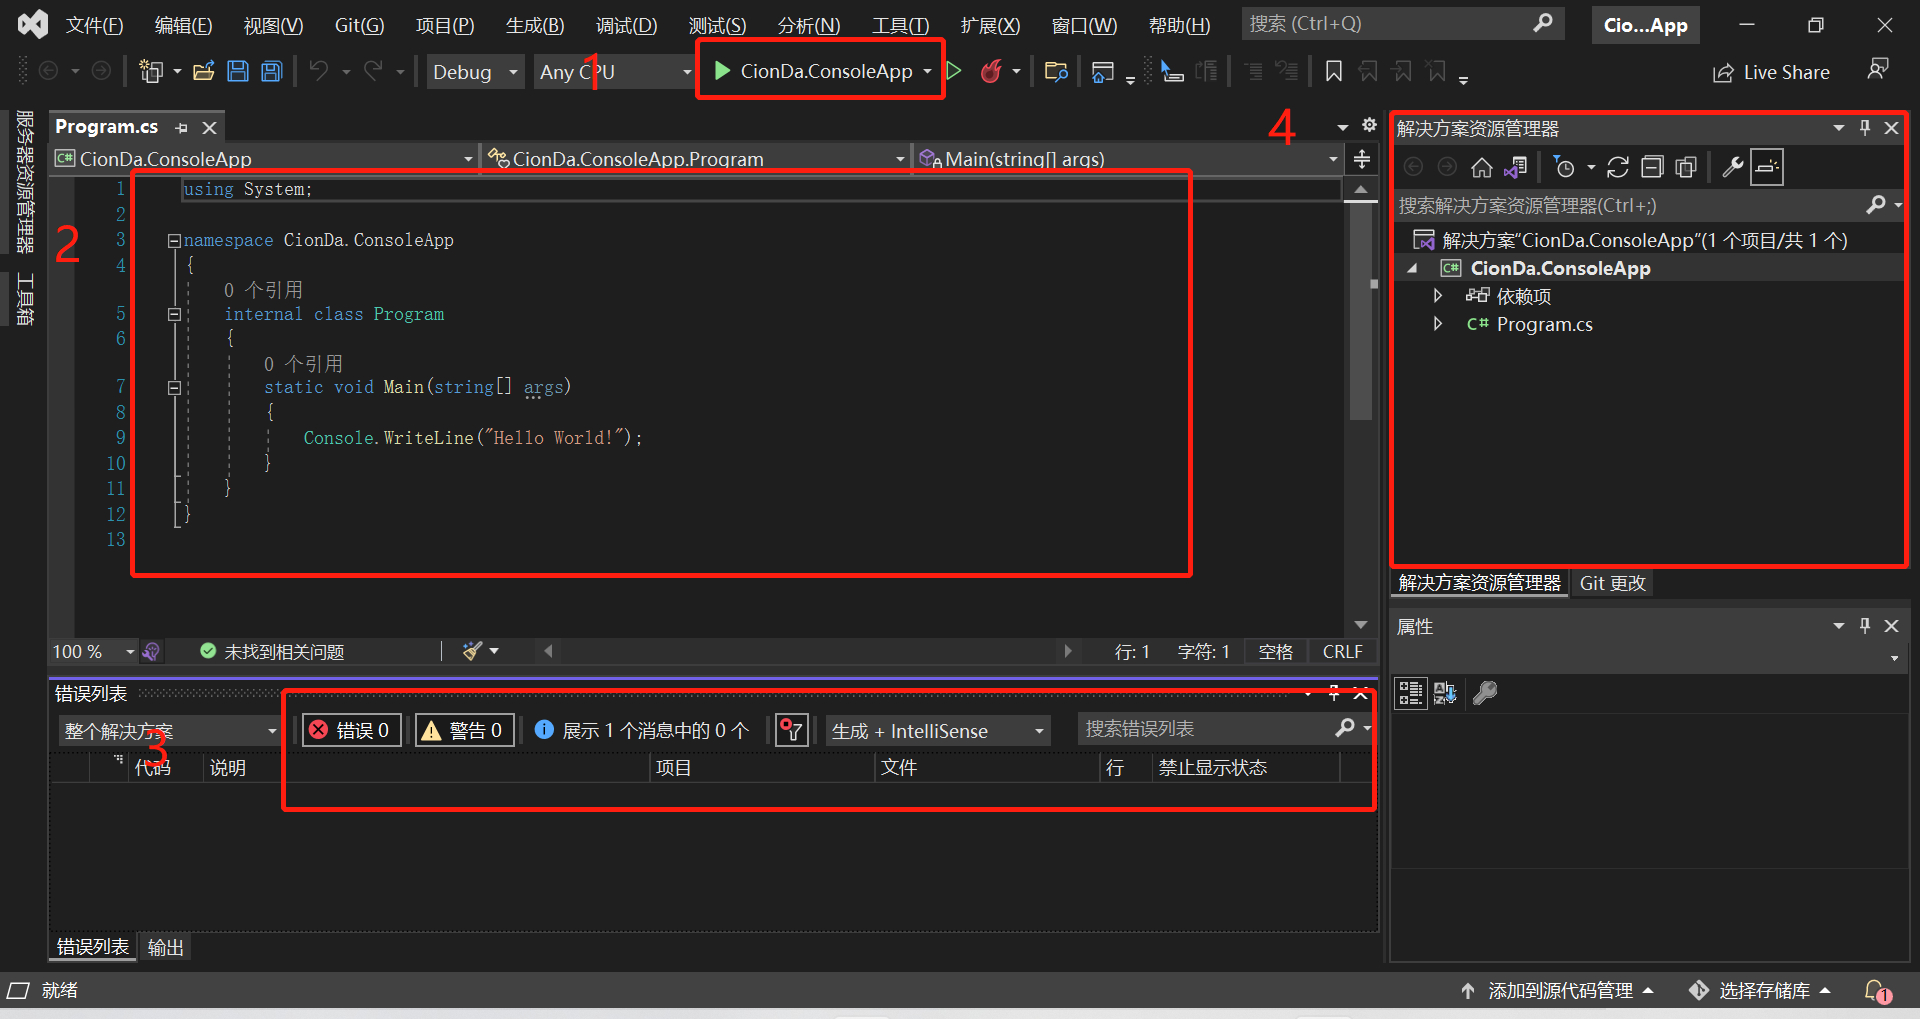 文件(F) 编辑(E) 视图(V) Git(G) 项目(P) 生成(B) 调试(D) 测试(S) 分析(N) 工具(T) 扩展(X) 窗口(W) 帮助(H) 搜索 (Ctrl+Q) Cio...App
Debug Any CPU CionDa.ConsoleApp Live Share
1
服务器资源管理器
工具箱
Program.cs
4
CionDa.ConsoleApp CionDa.ConsoleApp.Program Main(string[] args)
2
1 using System;
2
3 namespace CionDa.ConsoleApp
4 {
0 个引用
5 internal class Program
6 {
0 个引用
7 static void Main(string[] args)
8 {
9 Console.WriteLine("Hello World!");
10 }
11 }
12 }
13
100 % 未找到相关问题 行: 1 字符: 1 空格 CRLF
解决方案资源管理器
搜索解决方案资源管理器(Ctrl+;)
解决方案"CionDa.ConsoleApp"(1 个项目/共 1 个)
C# CionDa.ConsoleApp
依赖项
C# Program.cs
解决方案资源管理器 Git 更改
属性
错误列表
整个解决方案 错误 0 警告 0 展示 1 个消息中的 0 个 生成 + IntelliSense 搜索错误列表
3
代码 说明 项目 文件 行 禁止显示状态
错误列表 输出
就绪 添加到源代码管理 选择存储库 1